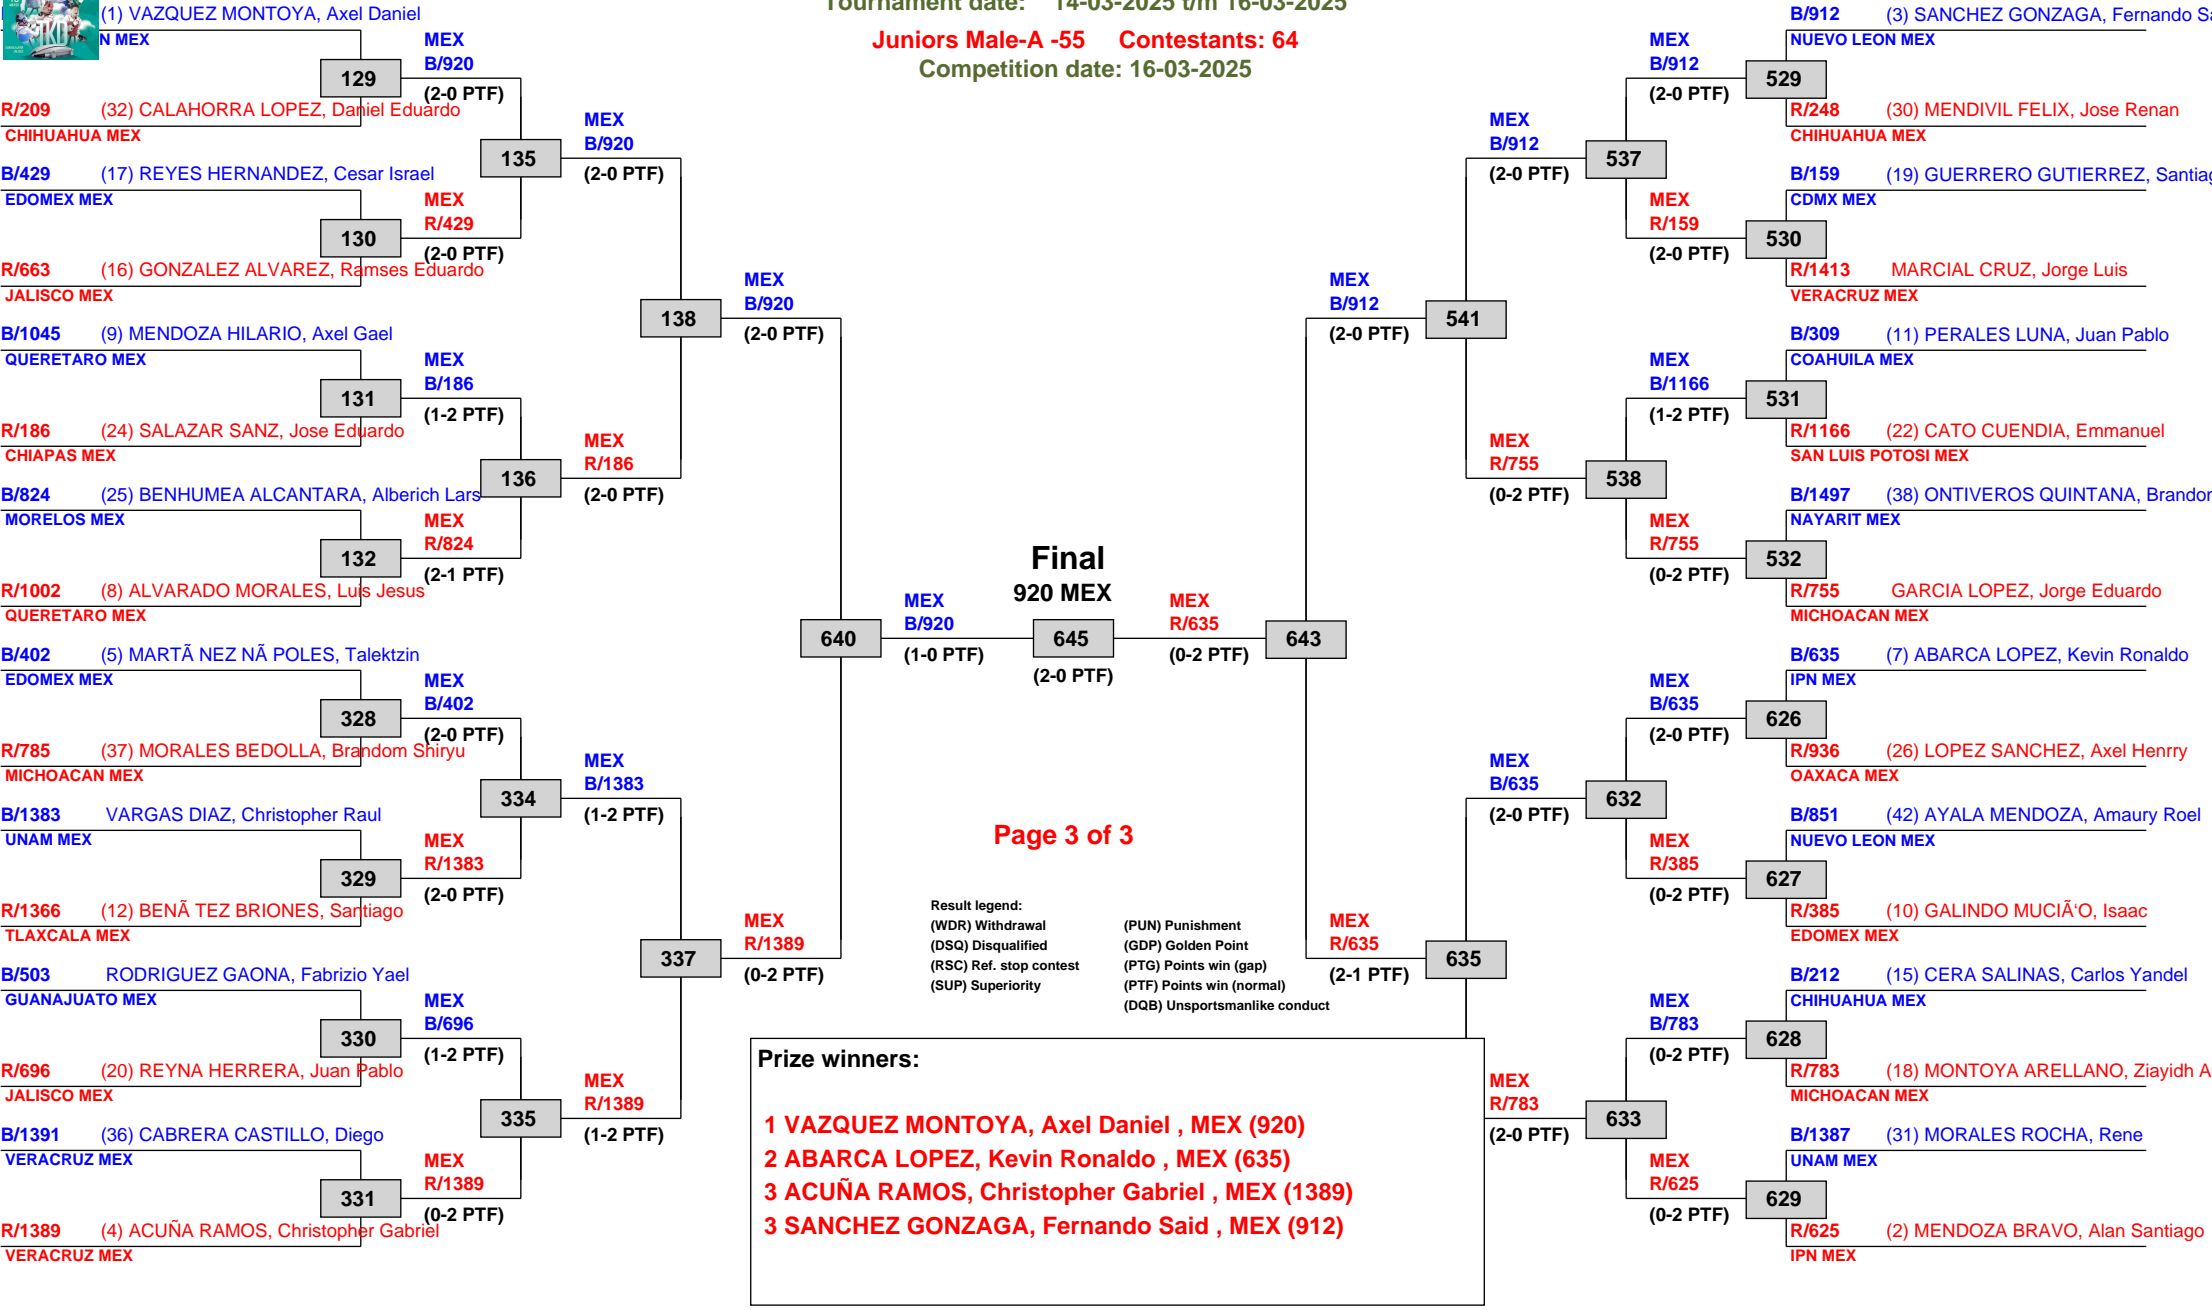 Tournament date: 14-03-2025 t/m 16-03-2025
Juniors Male-A -55 Contestants: 64
Competition date: 16-03-2025
(1) VAZQUEZ MONTOYA, Axel Daniel
N MEX
R/209 (32) CALAHORRA LOPEZ, Daniel Eduardo
CHIHUAHUA MEX
B/429 (17) REYES HERNANDEZ, Cesar Israel
EDOMEX MEX
R/663 (16) GONZALEZ ALVAREZ, Ramses Eduardo
JALISCO MEX
B/1045 (9) MENDOZA HILARIO, Axel Gael
QUERETARO MEX
R/186 (24) SALAZAR SANZ, Jose Eduardo
CHIAPAS MEX
B/824 (25) BENHUMEA ALCANTARA, Alberich Lars
MORELOS MEX
R/1002 (8) ALVARADO MORALES, Luis Jesus
QUERETARO MEX
B/402 (5) MARTÃ NEZ NÃ POLES, Talektzin
EDOMEX MEX
R/785 (37) MORALES BEDOLLA, Brandom Shiryu
MICHOACAN MEX
B/1383 VARGAS DIAZ, Christopher Raul
UNAM MEX
R/1366 (12) BENÃ TEZ BRIONES, Santiago
TLAXCALA MEX
B/503 RODRIGUEZ GAONA, Fabrizio Yael
GUANAJUATO MEX
R/696 (20) REYNA HERRERA, Juan Pablo
JALISCO MEX
B/1391 (36) CABRERA CASTILLO, Diego
VERACRUZ MEX
R/1389 (4) ACUÑA RAMOS, Christopher Gabriel
VERACRUZ MEX
129
MEX
B/920
(2-0 PTF)
130
MEX
R/429
(2-0 PTF)
131
MEX
B/186
(1-2 PTF)
132
MEX
R/824
(2-1 PTF)
328
MEX
B/402
(2-0 PTF)
329
MEX
R/1383
(2-0 PTF)
330
MEX
B/696
(1-2 PTF)
331
MEX
R/1389
(0-2 PTF)
135
MEX
B/920
(2-0 PTF)
136
MEX
R/186
(2-0 PTF)
334
MEX
B/1383
(1-2 PTF)
335
MEX
R/1389
(1-2 PTF)
138
MEX
B/920
(2-0 PTF)
337
MEX
R/1389
(0-2 PTF)
640
MEX
B/920
(1-0 PTF)
Final
920 MEX
645
(2-0 PTF)
MEX
R/635
(0-2 PTF)
643
MEX
B/912
(2-0 PTF)
541
MEX
R/635
(2-1 PTF)
635
MEX
B/912
(2-0 PTF)
537
MEX
R/755
(0-2 PTF)
538
MEX
B/635
(2-0 PTF)
632
MEX
R/783
(2-0 PTF)
633
MEX
B/912
(2-0 PTF)
529
MEX
R/159
(2-0 PTF)
530
MEX
B/1166
(1-2 PTF)
531
MEX
R/755
(0-2 PTF)
532
MEX
B/635
(2-0 PTF)
626
MEX
R/385
(0-2 PTF)
627
MEX
B/783
(0-2 PTF)
628
MEX
R/625
(0-2 PTF)
629
B/912 (3) SANCHEZ GONZAGA, Fernando Sa
NUEVO LEON MEX
R/248 (30) MENDIVIL FELIX, Jose Renan
CHIHUAHUA MEX
B/159 (19) GUERRERO GUTIERREZ, Santiag
CDMX MEX
R/1413 MARCIAL CRUZ, Jorge Luis
VERACRUZ MEX
B/309 (11) PERALES LUNA, Juan Pablo
COAHUILA MEX
R/1166 (22) CATO CUENDIA, Emmanuel
SAN LUIS POTOSI MEX
B/1497 (38) ONTIVEROS QUINTANA, Brandon
NAYARIT MEX
R/755 GARCIA LOPEZ, Jorge Eduardo
MICHOACAN MEX
B/635 (7) ABARCA LOPEZ, Kevin Ronaldo
IPN MEX
R/936 (26) LOPEZ SANCHEZ, Axel Henrry
OAXACA MEX
B/851 (42) AYALA MENDOZA, Amaury Roel
NUEVO LEON MEX
R/385 (10) GALINDO MUCIÃ‘O, Isaac
EDOMEX MEX
B/212 (15) CERA SALINAS, Carlos Yandel
CHIHUAHUA MEX
R/783 (18) MONTOYA ARELLANO, Ziayidh A
MICHOACAN MEX
B/1387 (31) MORALES ROCHA, Rene
UNAM MEX
R/625 (2) MENDOZA BRAVO, Alan Santiago
IPN MEX
Page 3 of 3
Result legend:
(WDR) Withdrawal (PUN) Punishment
(DSQ) Disqualified (GDP) Golden Point
(RSC) Ref. stop contest (PTG) Points win (gap)
(SUP) Superiority (PTF) Points win (normal)
(DQB) Unsportsmanlike conduct
Prize winners:
1 VAZQUEZ MONTOYA, Axel Daniel , MEX (920)
2 ABARCA LOPEZ, Kevin Ronaldo , MEX (635)
3 ACUÑA RAMOS, Christopher Gabriel , MEX (1389)
3 SANCHEZ GONZAGA, Fernando Said , MEX (912)
TKD